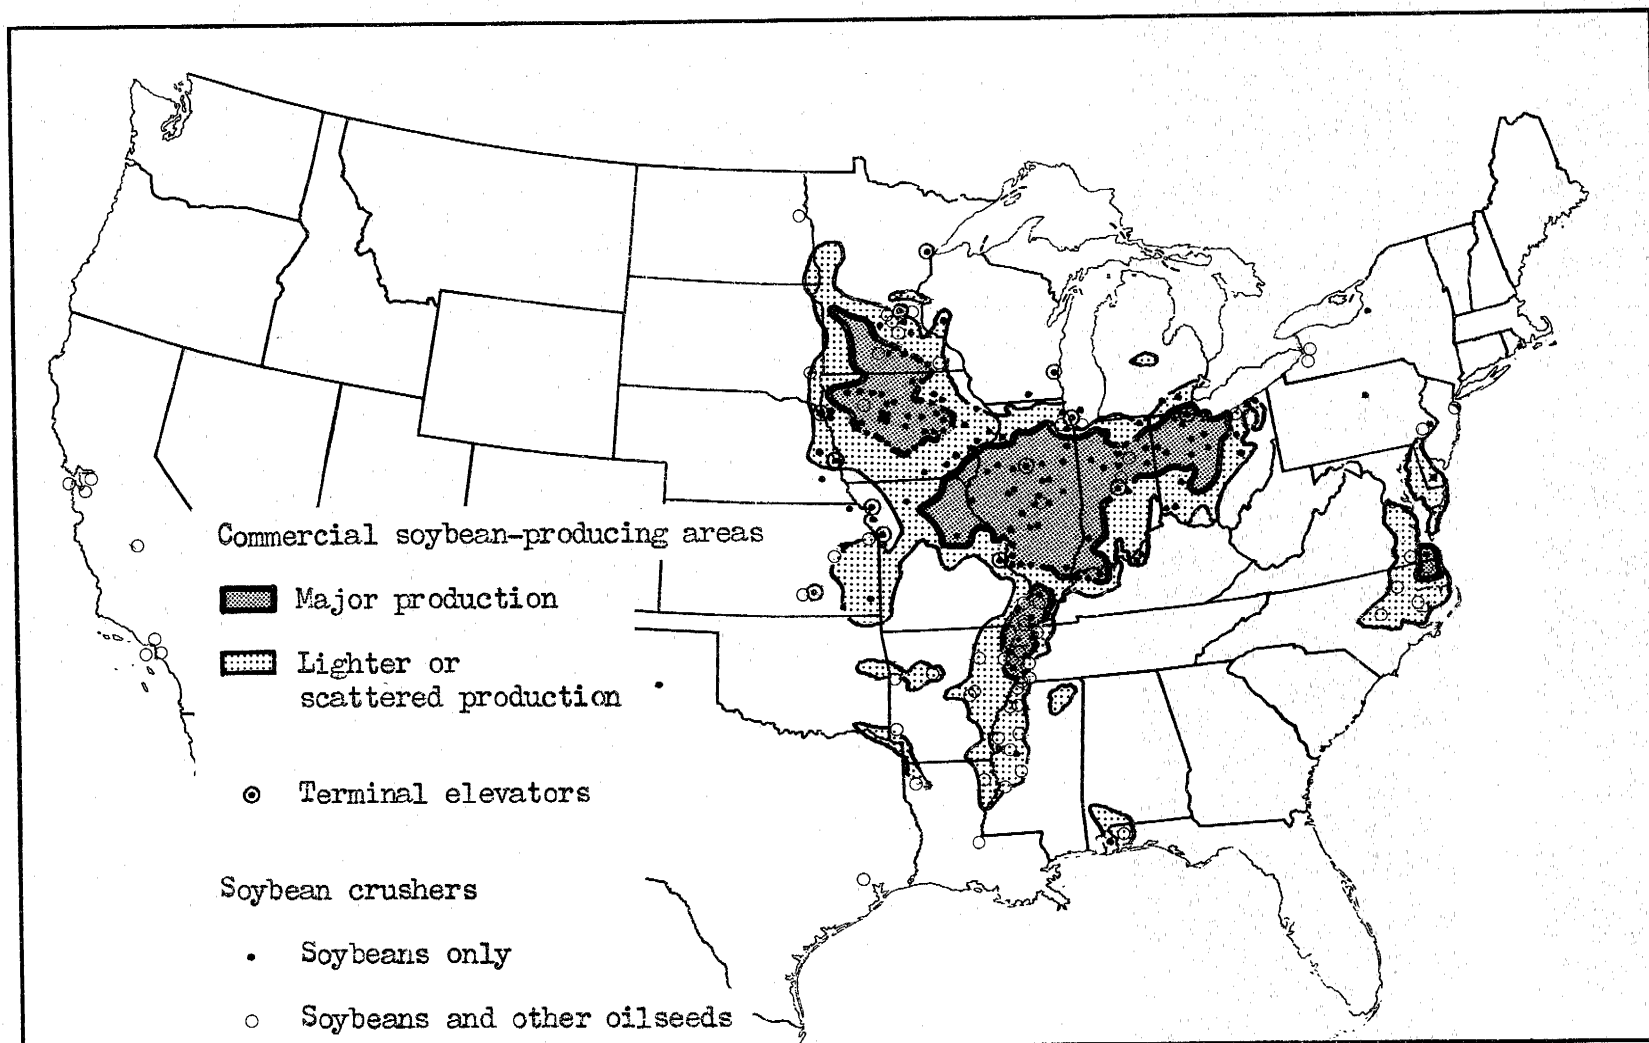 Commercial soybean-producing areas
Major production
Lighter or
scattered production
Terminal elevators
Soybean crushers
Soybeans only
Soybeans and other oilseeds